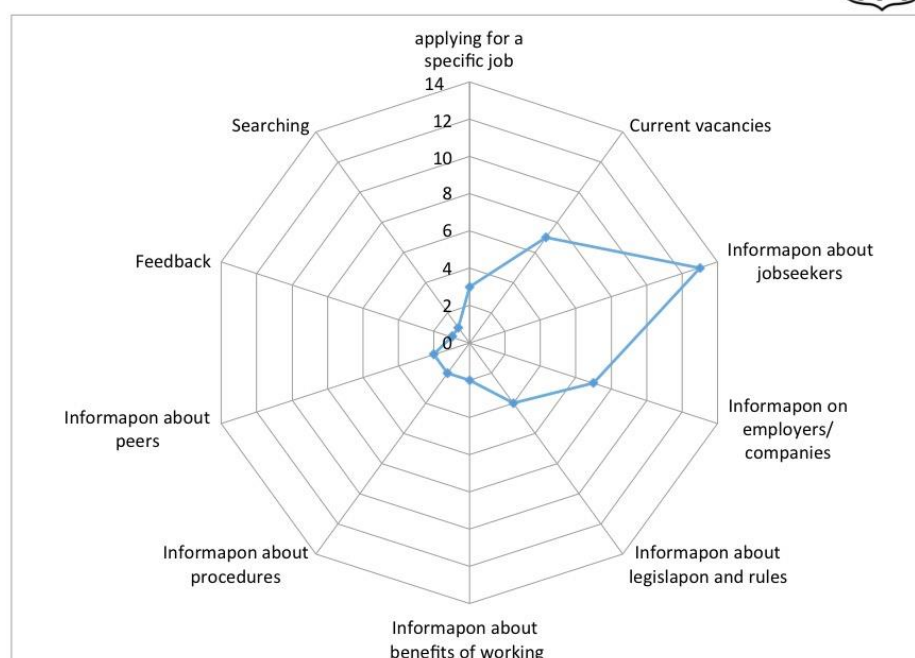 applying for a
specific job
14
12
10
8
6
4
2
0
Current vacancies
Informapon about
jobseekers
Informapon on
employers/
companies
Informapon about
legislapon and rules
Informapon about
benefits of working
Informapon about
procedures
Informapon about
peers
Feedback
Searching